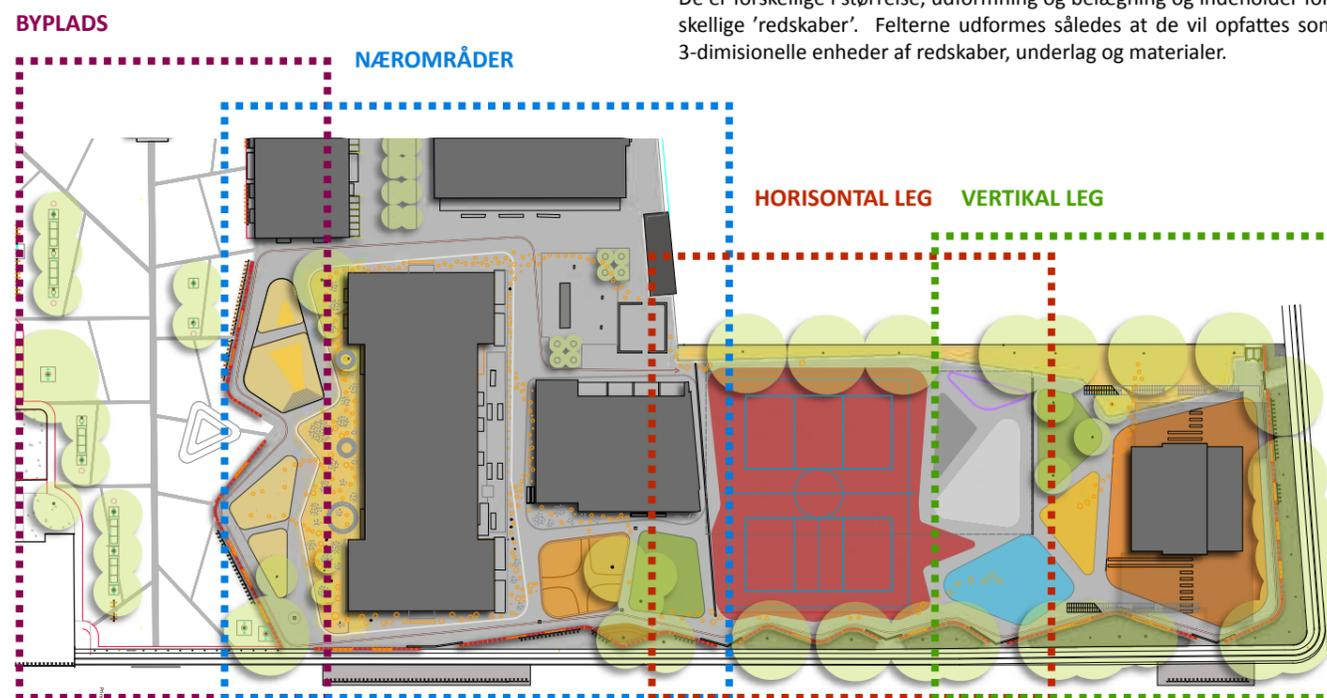 De er forskellige i størrelse, udformning og belægning og indeholder for-
skellige ’redskaber’. Felterne udformes således at de vil opfattes som
3-dimisionelle enheder af redskaber, underlag og materialer.
BYPLADS
NÆROMRÅDER
HORISONTAL LEG
VERTIKAL LEG